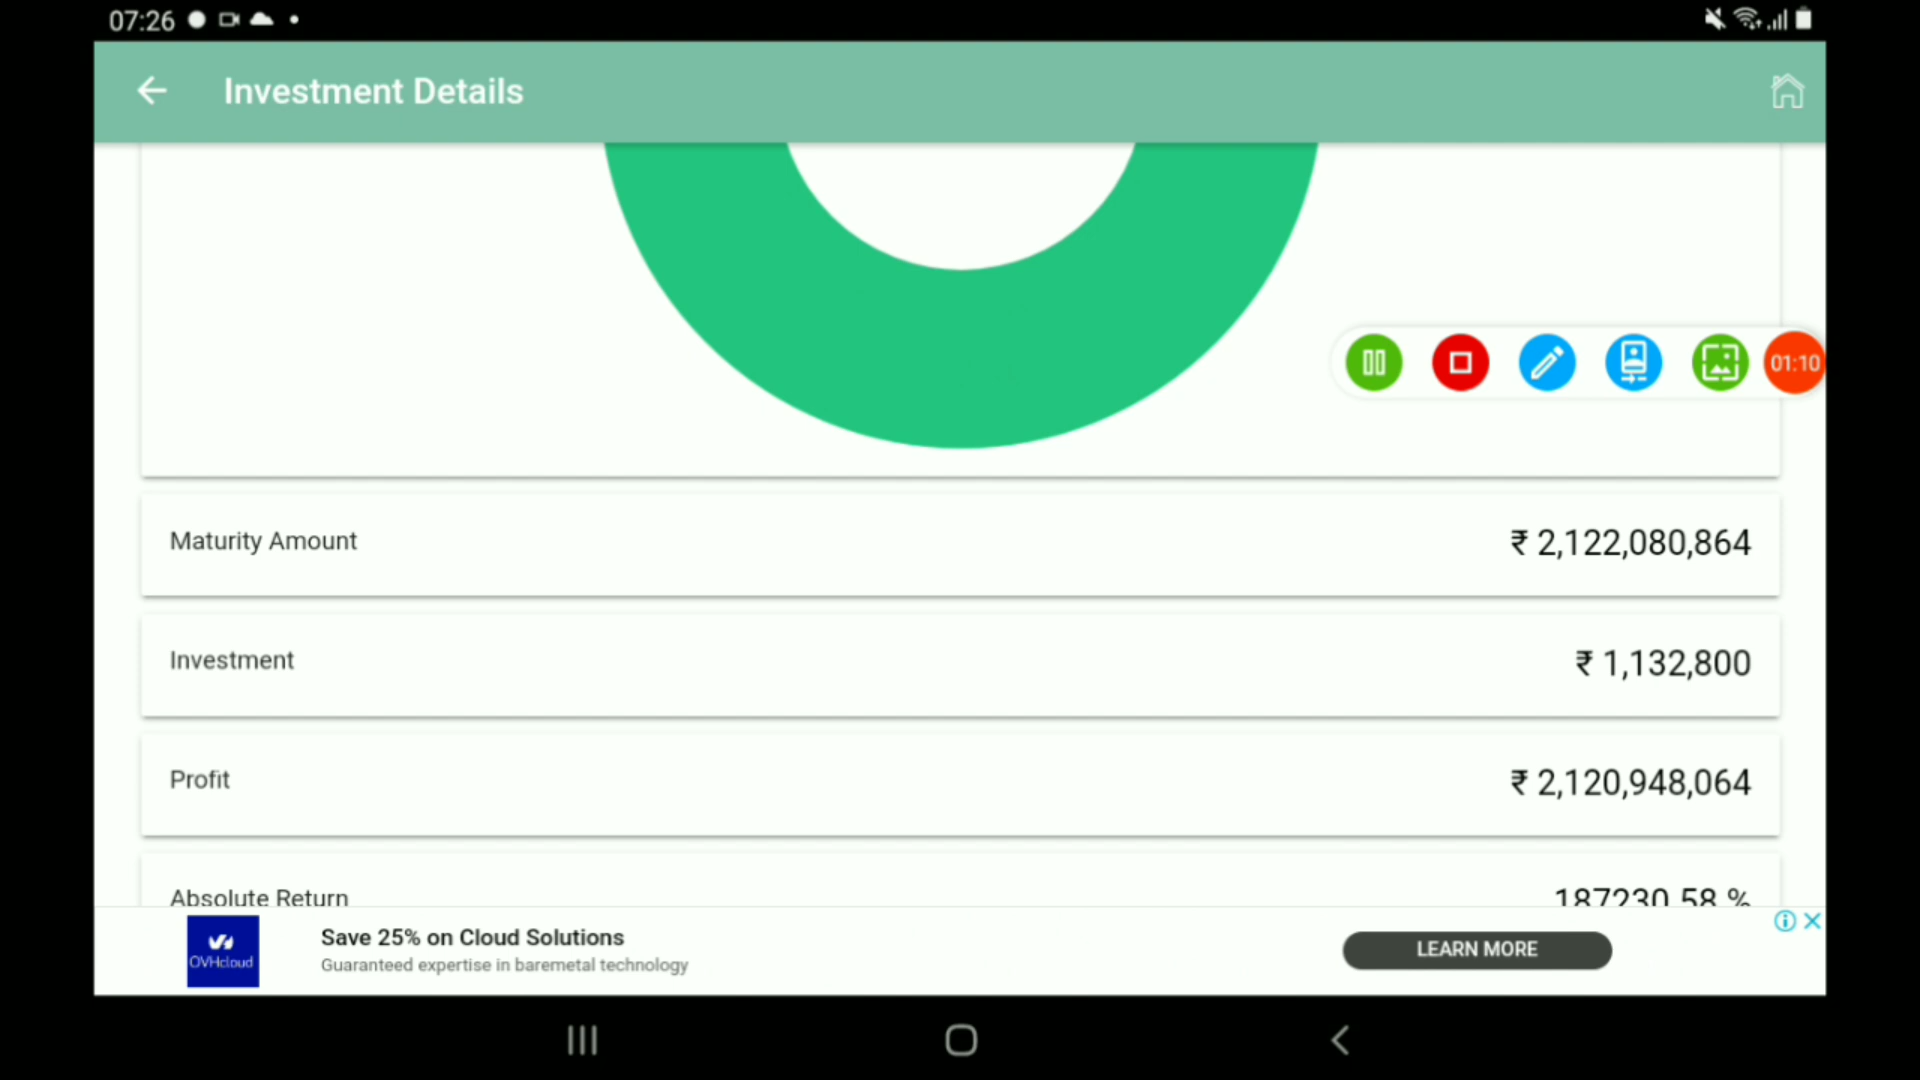 07:26
Investment Details
01:10
Maturity Amount
₹ 2,122,080,864
Investment
₹ 1,132,800
Profit
₹ 2,120,948,064
Absolute Return
187230.58 %
OVHcloud
Save 25% on Cloud Solutions
Guaranteed expertise in baremetal technology
LEARN MORE